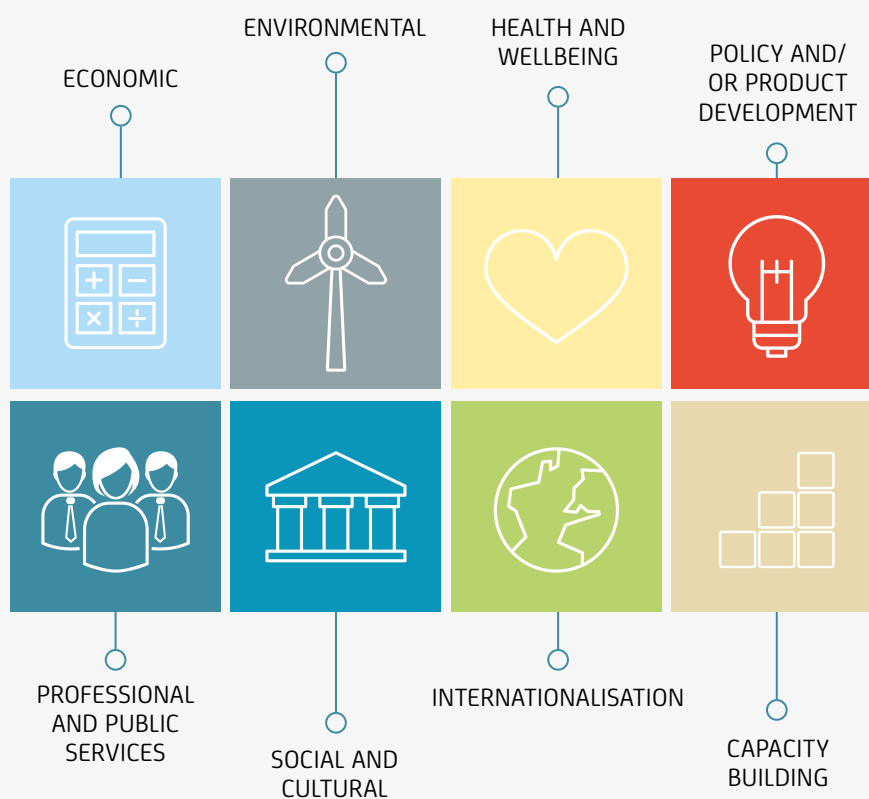 ECONOMIC
ENVIRONMENTAL
HEALTH AND
WELLBEING
POLICY AND/
OR PRODUCT
DEVELOPMENT
PROFESSIONAL
AND PUBLIC
SERVICES
SOCIAL AND
CULTURAL
INTERNATIONALISATION
CAPACITY
BUILDING